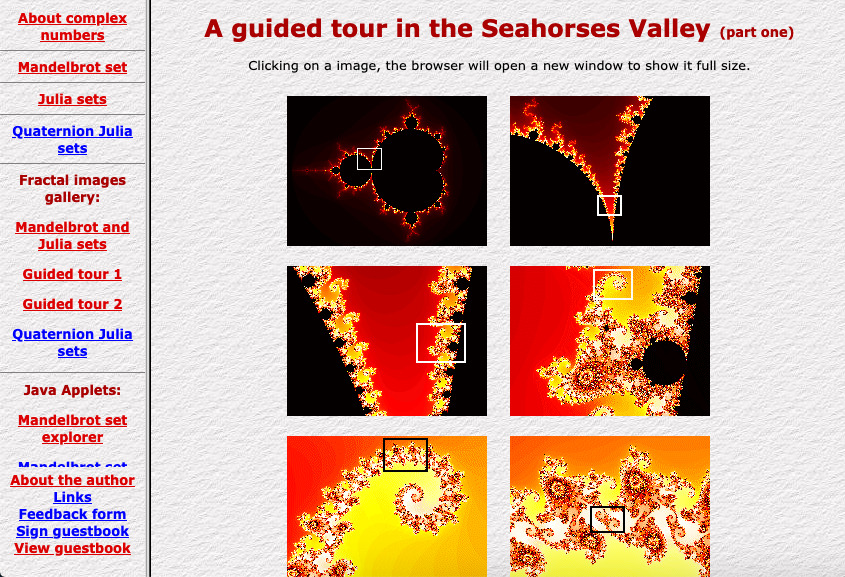 About complex
numbers
Mandelbrot set
Julia sets
Quaternion Julia
sets
Fractal images
gallery:
Mandelbrot and
Julia sets
Guided tour 1
Guided tour 2
Quaternion Julia
sets
Java Applets:
Mandelbrot set
explorer
Mandelbrot set
About the author
Links
Feedback form
Sign guestbook
View guestbook
A guided tour in the Seahorses Valley (part one)
Clicking on a image, the browser will open a new window to show it full size.